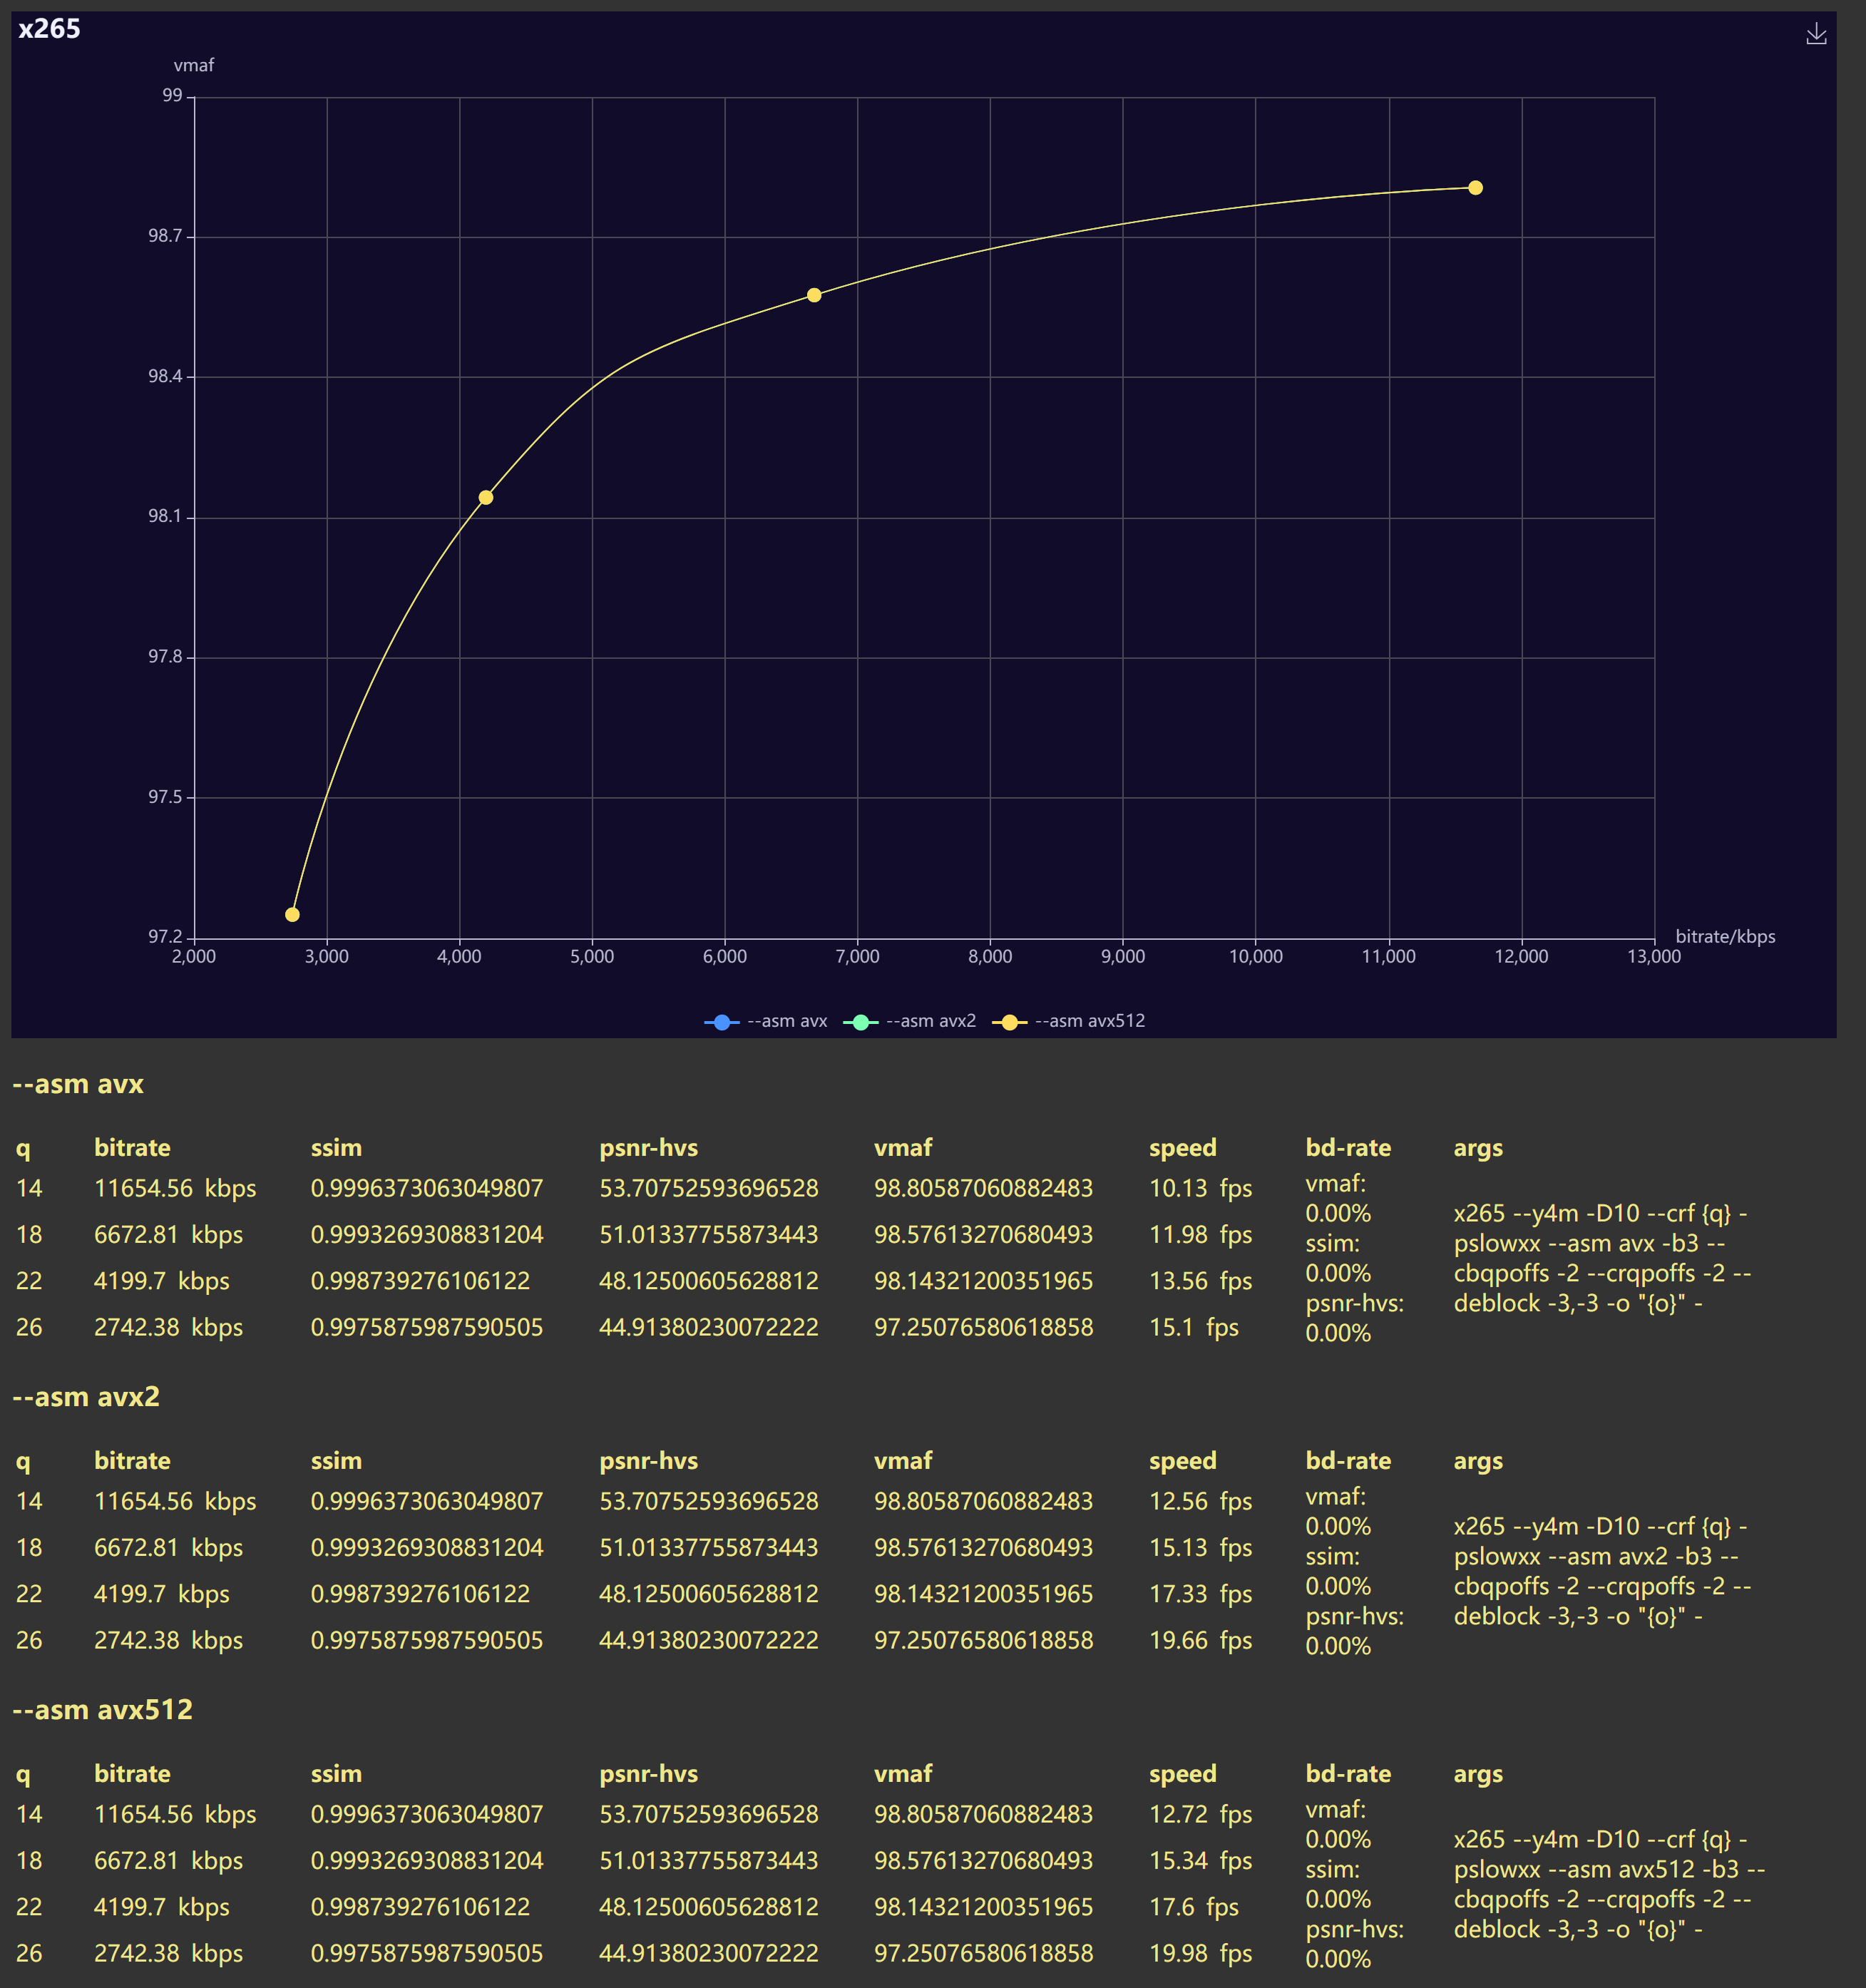 x265
vmaf
99
98.7
98.4
98.1
97.8
97.5
97.2
2,000 3,000 4,000 5,000 6,000 7,000 8,000 9,000 10,000 11,000 12,000 13,000
bitrate/kbps
--asm avx --asm avx2 --asm avx512
--asm avx
q bitrate ssim psnr-hvs vmaf speed bd-rate args
14 11654.56 kbps 0.9996373063049807 53.70752593696528 98.80587060882483 10.13 fps
18 6672.81 kbps 0.9993269308831204 51.01337755873443 98.57613270680493 11.98 fps
22 4199.7 kbps 0.998739276106122 48.12500605628812 98.14321200351965 13.56 fps
26 2742.38 kbps 0.9975875987590505 44.91380230072222 97.25076580618858 15.1 fps
vmaf:
0.00%
ssim:
0.00%
psnr-hvs:
0.00%
x265 --y4m -D10 --crf {q} -
pslowxx --asm avx -b3 --
cbqpoffs -2 --crqpoffs -2 --
deblock -3,-3 -o "{o}" -
--asm avx2
q bitrate ssim psnr-hvs vmaf speed bd-rate args
14 11654.56 kbps 0.9996373063049807 53.70752593696528 98.80587060882483 12.56 fps
18 6672.81 kbps 0.9993269308831204 51.01337755873443 98.57613270680493 15.13 fps
22 4199.7 kbps 0.998739276106122 48.12500605628812 98.14321200351965 17.33 fps
26 2742.38 kbps 0.9975875987590505 44.91380230072222 97.25076580618858 19.66 fps
vmaf:
0.00%
ssim:
0.00%
psnr-hvs:
0.00%
x265 --y4m -D10 --crf {q} -
pslowxx --asm avx2 -b3 --
cbqpoffs -2 --crqpoffs -2 --
deblock -3,-3 -o "{o}" -
--asm avx512
q bitrate ssim psnr-hvs vmaf speed bd-rate args
14 11654.56 kbps 0.9996373063049807 53.70752593696528 98.80587060882483 12.72 fps
18 6672.81 kbps 0.9993269308831204 51.01337755873443 98.57613270680493 15.34 fps
22 4199.7 kbps 0.998739276106122 48.12500605628812 98.14321200351965 17.6 fps
26 2742.38 kbps 0.9975875987590505 44.91380230072222 97.25076580618858 19.98 fps
vmaf:
0.00%
ssim:
0.00%
psnr-hvs:
0.00%
x265 --y4m -D10 --crf {q} -
pslowxx --asm avx512 -b3 --
cbqpoffs -2 --crqpoffs -2 --
deblock -3,-3 -o "{o}" -